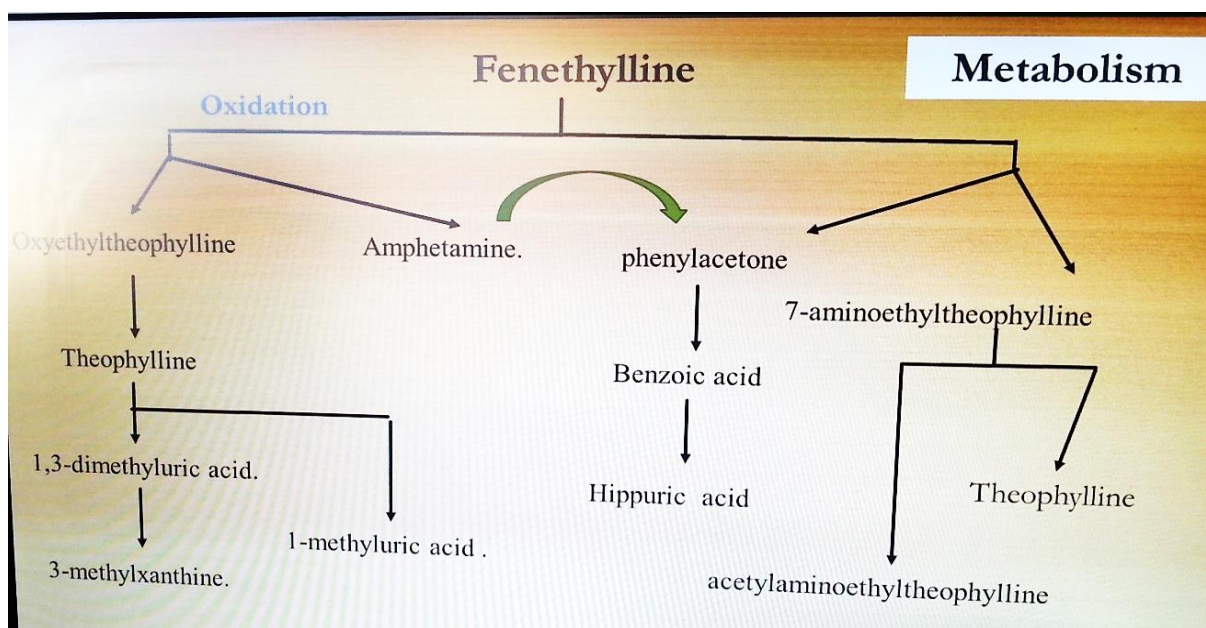 Fenethylline
Metabolism
Oxidation
Oxyethyltheophylline
Amphetamine.
phenylacetone
7-aminoethyltheophylline
Theophylline
Benzoic acid
1,3-dimethyluric acid.
Hippuric acid
Theophylline
1-methyluric acid .
3-methylxanthine.
acetylaminoethyltheophylline